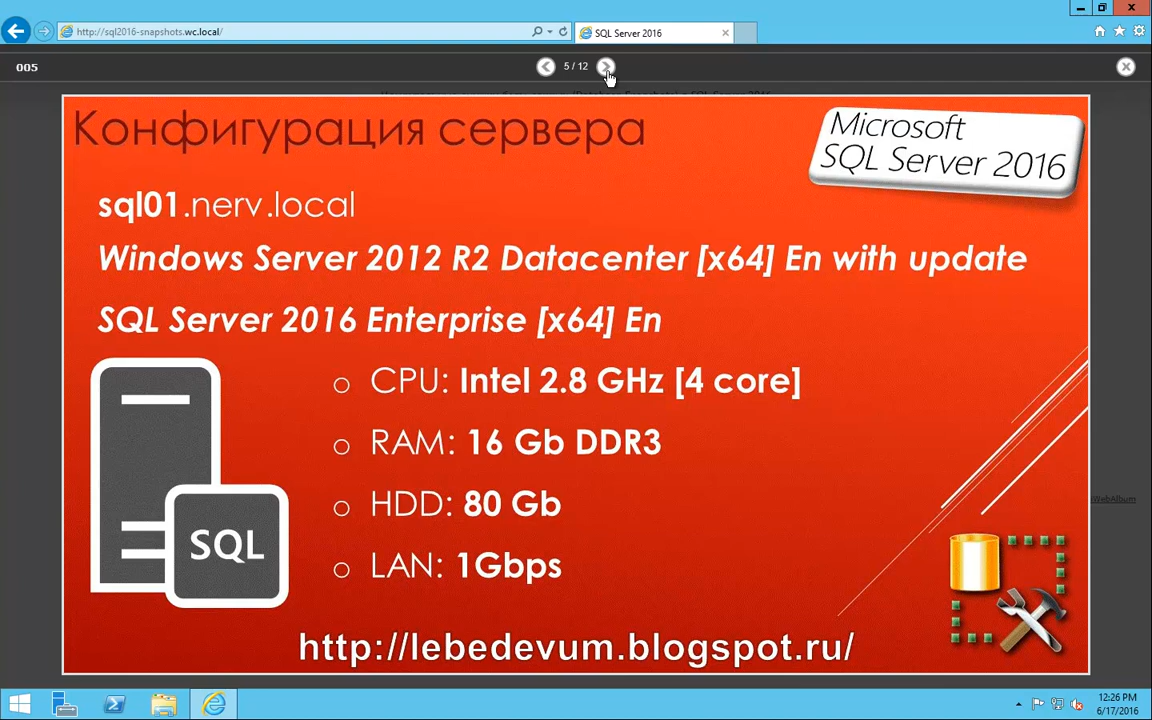 http://sql2016-snapshots.wc.local/
SQL Server 2016
005
5 / 12
Конфигурация сервера
Microsoft
SQL Server 2016
sql01.nerv.local
Windows Server 2012 R2 Datacenter [x64] En with update
SQL Server 2016 Enterprise [x64] En
CPU: Intel 2.8 GHz [4 core]
RAM: 16 Gb DDR3
HDD: 80 Gb
LAN: 1Gbps
SQL
WebAlbum
http://lebedevum.blogspot.ru/
12:26 PM
6/17/2016